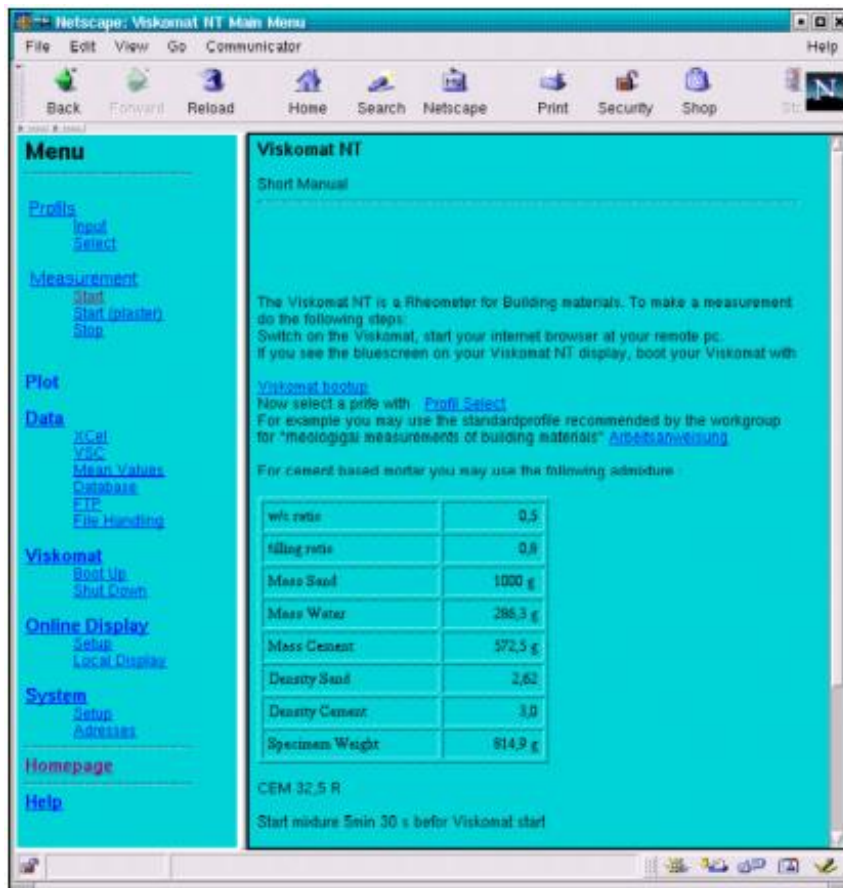 Netscape: Viskomat NT Main Menu
File Edit View Go Communicator Help
Back Forward Reload Home Search Netscape Print Security Shop
N
Menu
Profils
Input
Select
Measurement
Start
Start (plaster)
Stop
Plot
Data
XCel
VSC
Mean Values
Database
FTP
File Handling
Viskomat
Boot Up
Shut Down
Online Display
Setup
Local Display
System
Setup
Adresses
Homepage
Help
Viskomat NT
Short Manual
The Viskomat NT is a Rheometer for Building materials. To make a measurement
do the following steps:
Switch on the Viskomat, start your internet browser at your remote pc.
If you see the bluescreen on your Viskomat NT display, boot your Viskomat with
Viskomat bootup
Now select a prife with Profil Select
For example you may use the standardprofile recommended by the workgroup
for "rheologigal measurements of building materials" Arbeitsanweisung
For cement based mortar you may use the following admixture :
w/c ratio 0,5
filling ratio 0,6
Mass Sand 1000 g
Mass Water 286,3 g
Mass Cement 572,5 g
Density Sand 2,62
Density Cement 3,0
Specimen Weight 814,9 g
CEM 32,5 R
Start mixture 5min 30 s befor Viskomat start